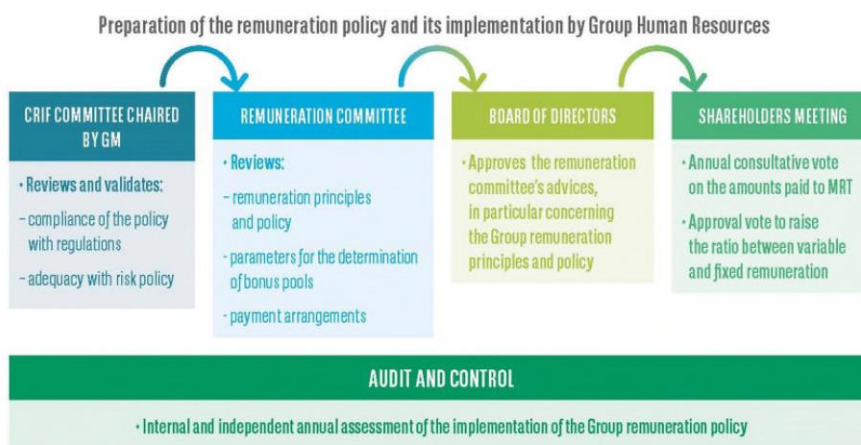 Preparation of the remuneration policy and its implementation by Group Human Resources
CRIF COMMITTEE CHAIRED
BY GM
• Reviews and validates:
– compliance of the policy
with regulations
– adequacy with risk policy
REMUNERATION COMMITTEE
• Reviews:
– remuneration principles
and policy
- parameters for the determination
of bonus pools
- payment arrangements
BOARD OF DIRECTORS
• Approves the remuneration
committee's advices,
in particular concerning
the Group remuneration
principles and policy
SHAREHOLDERS MEETING
• Annual consultative vote
on the amounts paid to MRT
• Approval vote to raise
the ratio between variable
and fixed remuneration
AUDIT AND CONTROL
• Internal and independent annual assessment of the implementation of the Group remuneration policy